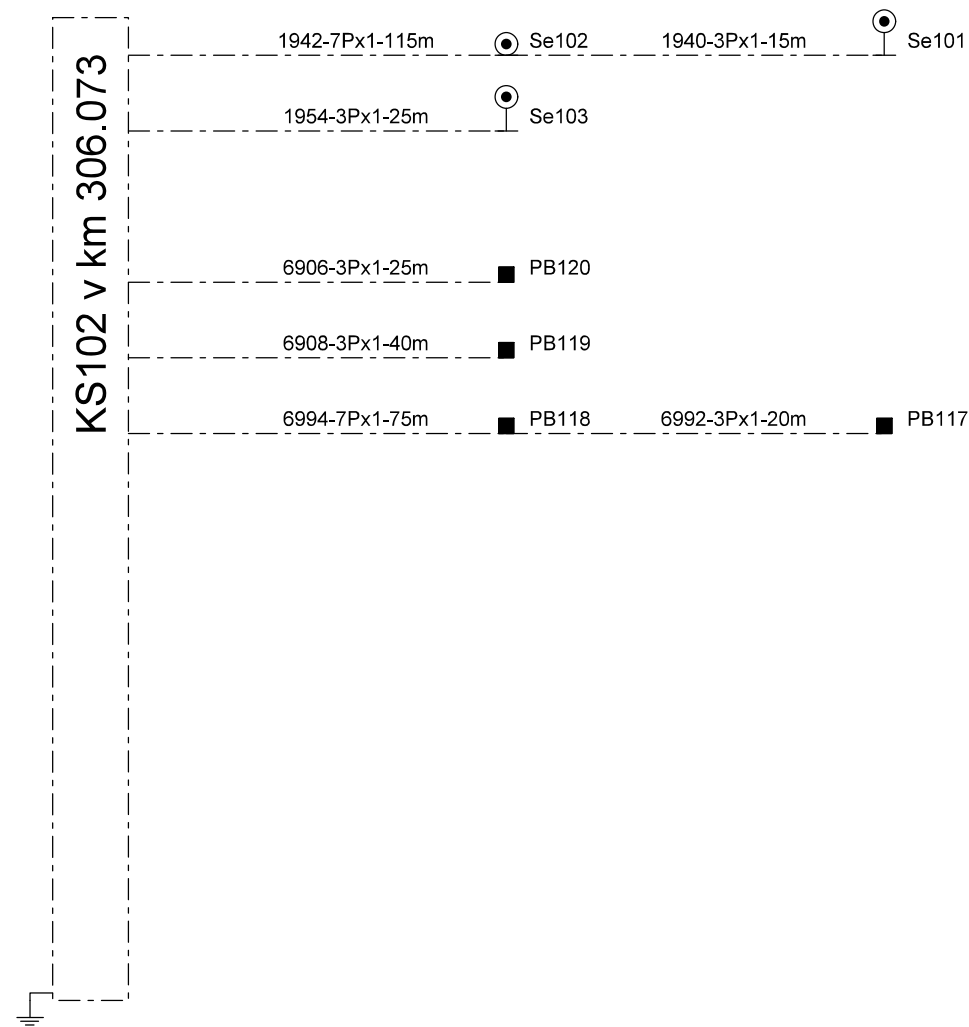 KS102 v km 306.073
1942-7Px1-115m Se102 1940-3Px1-15m Se101
1954-3Px1-25m Se103
6906-3Px1-25m PB120
6908-3Px1-40m PB119
6994-7Px1-75m PB118 6992-3Px1-20m PB117